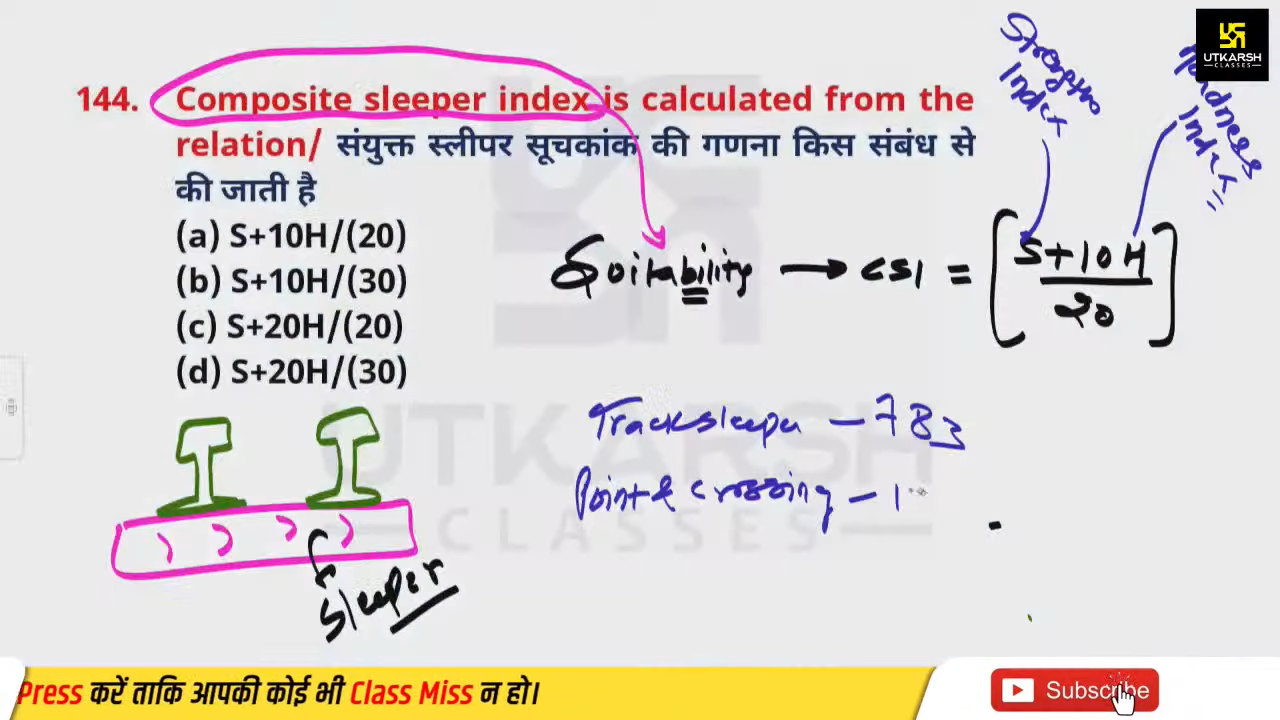 UTKARSH
CLASSES
144. Composite sleeper index is calculated from the
relation/ संयुक्त स्लीपर सूचकांक की गणना किस संबंध से
की जाती है
(a) S+10H/(20)
(b) S+10H/(30)
(c) S+20H/(20)
(d) S+20H/(30)
Index
Index
Suitability → CSI = [S+10H/20]
Track sleeper - 783
Point & crossing - 1
sleeper
UTKARSH
CLASSES
Press करें ताकि आपकी कोई भी Class Miss न हो।
Subscribe